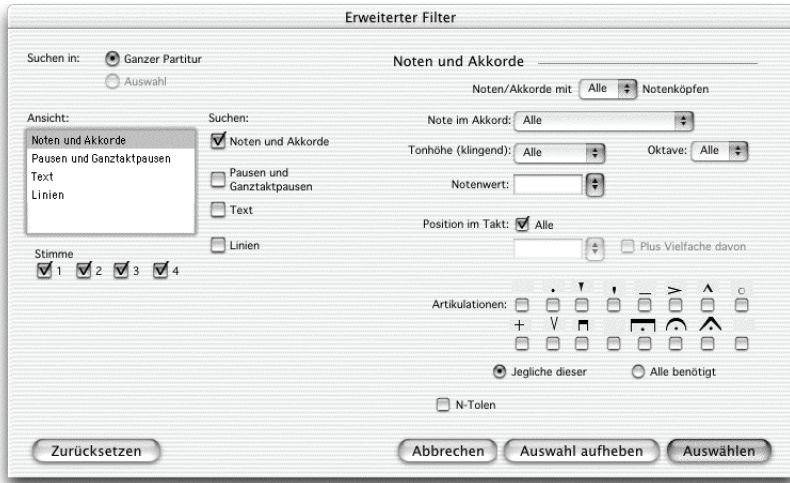 Erweiterter Filter
Suchen in:
Ganzer Partitur
Auswahl
Ansicht:
Noten und Akkorde
Pausen und Ganztaktpausen
Text
Linien
Suchen:
Noten und Akkorde
Pausen und
Ganztaktpausen
Text
Linien
Stimme
1 2 3 4
Noten und Akkorde
Noten/Akkorde mit Alle Notenköpfen
Note im Akkord: Alle
Tonhöhe (klingend): Alle Oktave: Alle
Notenwert:
Position im Takt: Alle
Plus Vielfache davon
Artikulationen:
Jegliche dieser Alle benötigt
N-Tolen
Zurücksetzen Abbrechen Auswahl aufheben Auswählen